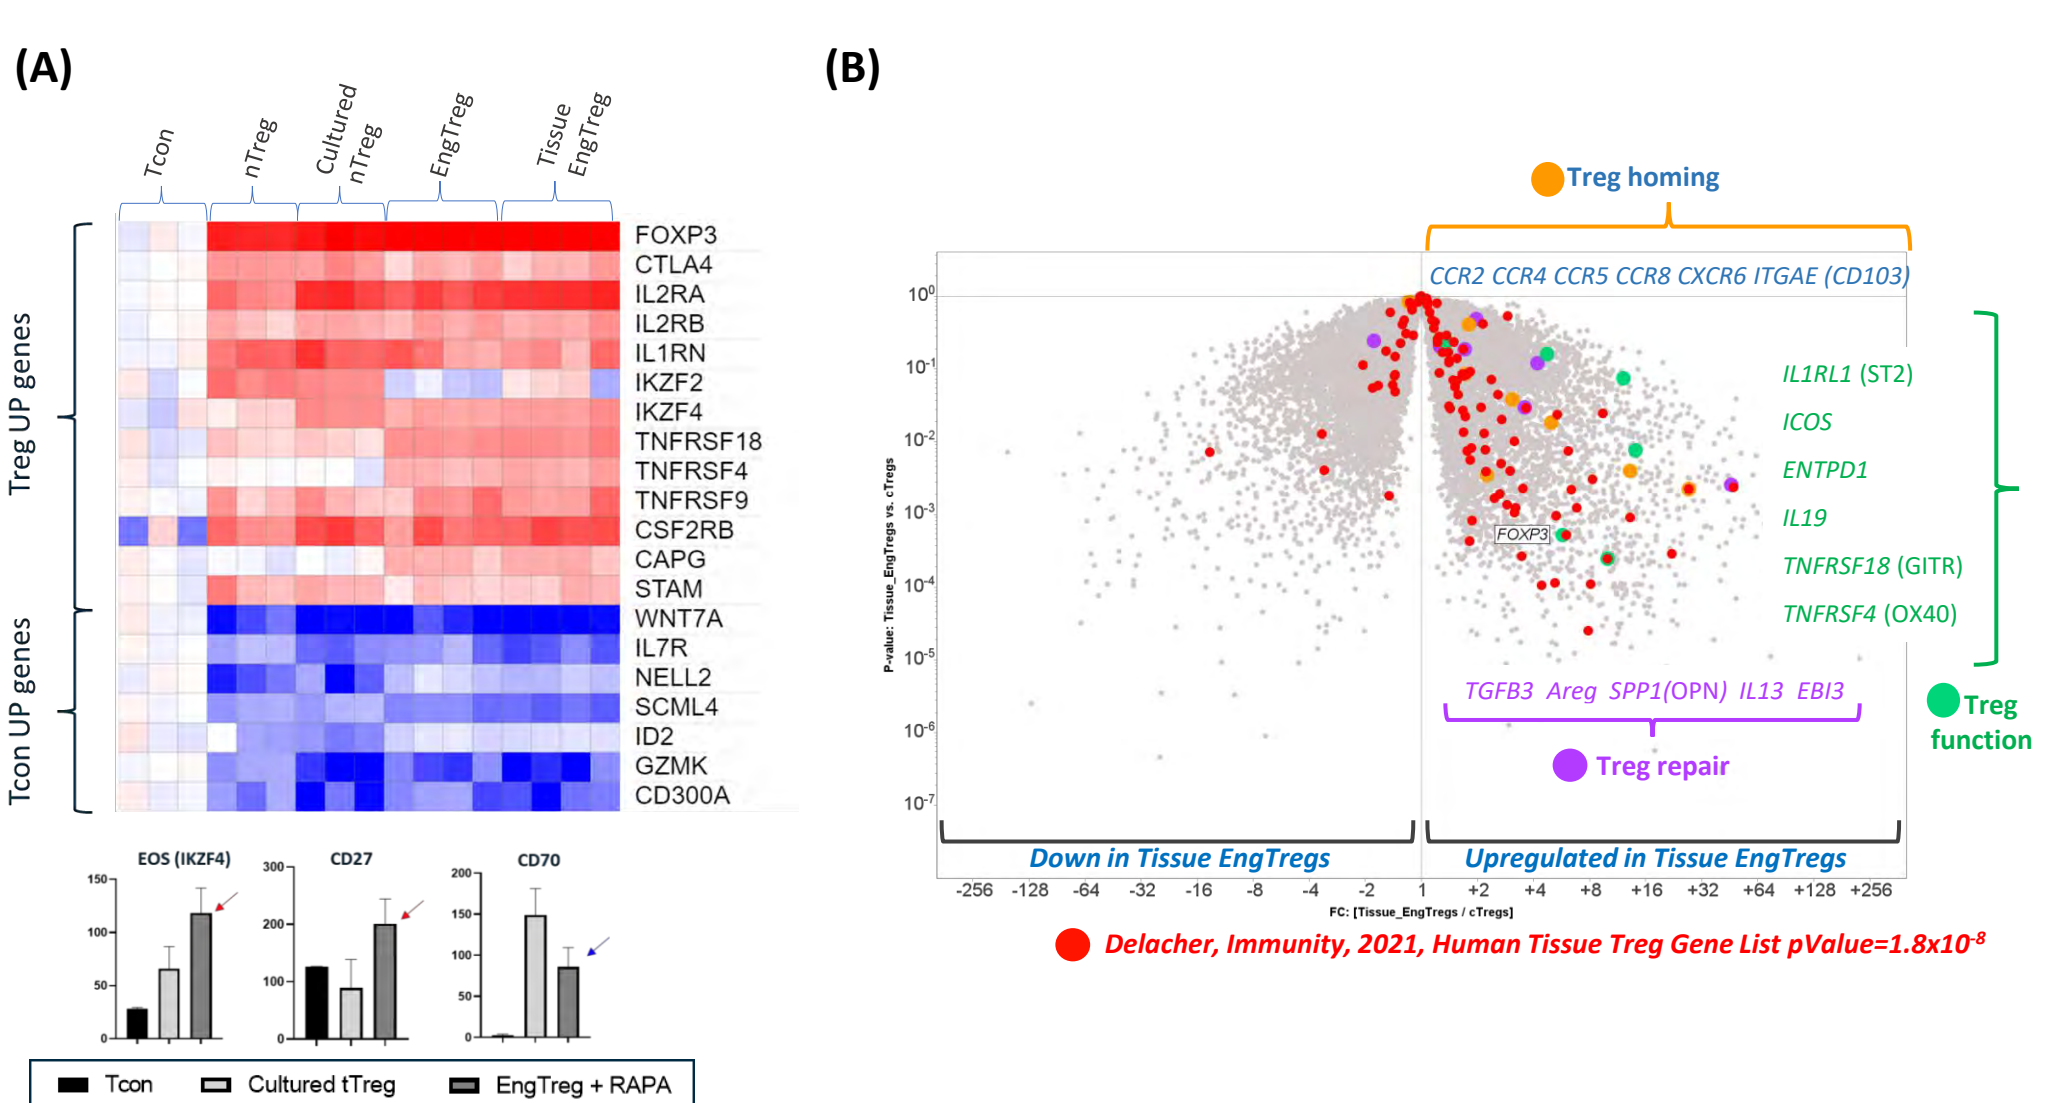 (A)
Tcon
nTreg
Cultured
nTreg
EngTreg
Tissue
EngTreg
Treg UP genes
Tcon UP genes
FOXP3
CTLA4
IL2RA
IL2RB
IL1RN
IKZF2
IKZF4
TNFRSF18
TNFRSF4
TNFRSF9
CSF2RB
CAPG
STAM
WNT7A
IL7R
NELL2
SCML4
ID2
GZMK
CD300A
EOS (IKZF4)
150
100
50
0
CD27
300
200
100
0
CD70
200
150
100
50
0
Tcon
Cultured tTreg
EngTreg + RAPA
(B)
Treg homing
CCR2 CCR4 CCR5 CCR8 CXCR6 ITGAE (CD103)
P-value: Tissue_EngTregs vs. cTregs
10⁰
10⁻¹
10⁻²
10⁻³
10⁻⁴
10⁻⁵
10⁻⁶
10⁻⁷
FOXP3
IL1RL1 (ST2)
ICOS
ENTPD1
IL19
TNFRSF18 (GITR)
TNFRSF4 (OX40)
Treg
function
TGFB3 Areg SPP1(OPN) IL13 EBI3
Treg repair
Down in Tissue EngTregs
Upregulated in Tissue EngTregs
-256 -128 -64 -32 -16 -8 -4 -2 1 +2 +4 +8 +16 +32 +64 +128 +256
FC: [Tissue_EngTregs / cTregs]
Delacher, Immunity, 2021, Human Tissue Treg Gene List pValue=1.8x10⁻⁸